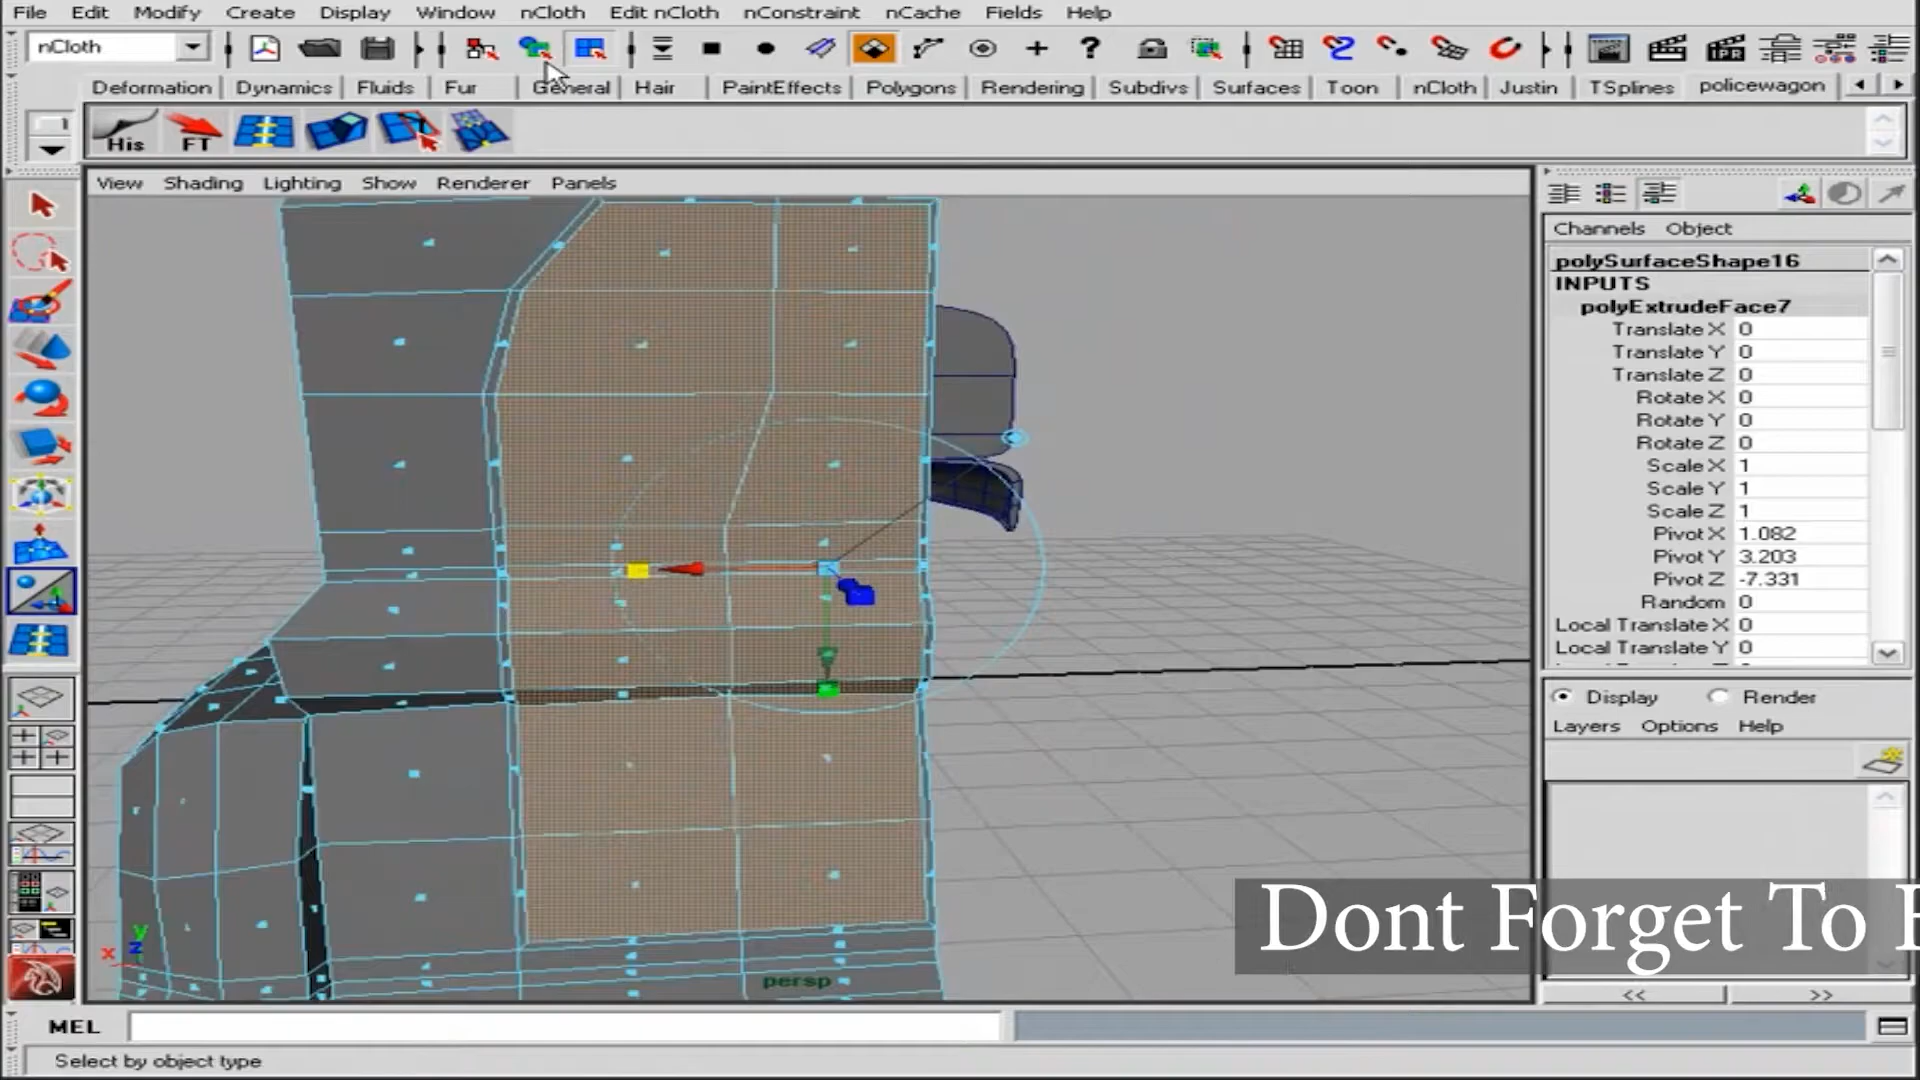 File Edit Modify Create Display Window nCloth Edit nCloth nConstraint nCache Fields Help
nCloth
Deformation Dynamics Fluids Fur General Hair PaintEffects Polygons Rendering Subdivs Surfaces Toon nCloth Justin TSplines policewagon
His FT
View Shading Lighting Show Renderer Panels
Channels Object
polySurfaceShape16
INPUTS
polyExtrudeFace7
Translate X 0
Translate Y 0
Translate Z 0
Rotate X 0
Rotate Y 0
Rotate Z 0
Scale X 1
Scale Y 1
Scale Z 1
Pivot X 1.082
Pivot Y 3.203
Pivot Z -7.331
Random 0
Local Translate X 0
Local Translate Y 0
Display Render
Layers Options Help
IPR
y
z
x
persp
Dont Forget To
<< >>
MEL
Select by object type